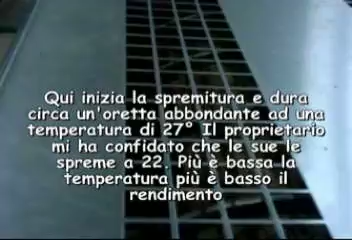 Qui inizia la spremitura e dura
circa un'oretta abbondante ad una
temperatura di 27° Il proprietario
mi ha confidato che le sue le
spreme a 22. Più è bassa la
temperatura più è basso il
rendimento